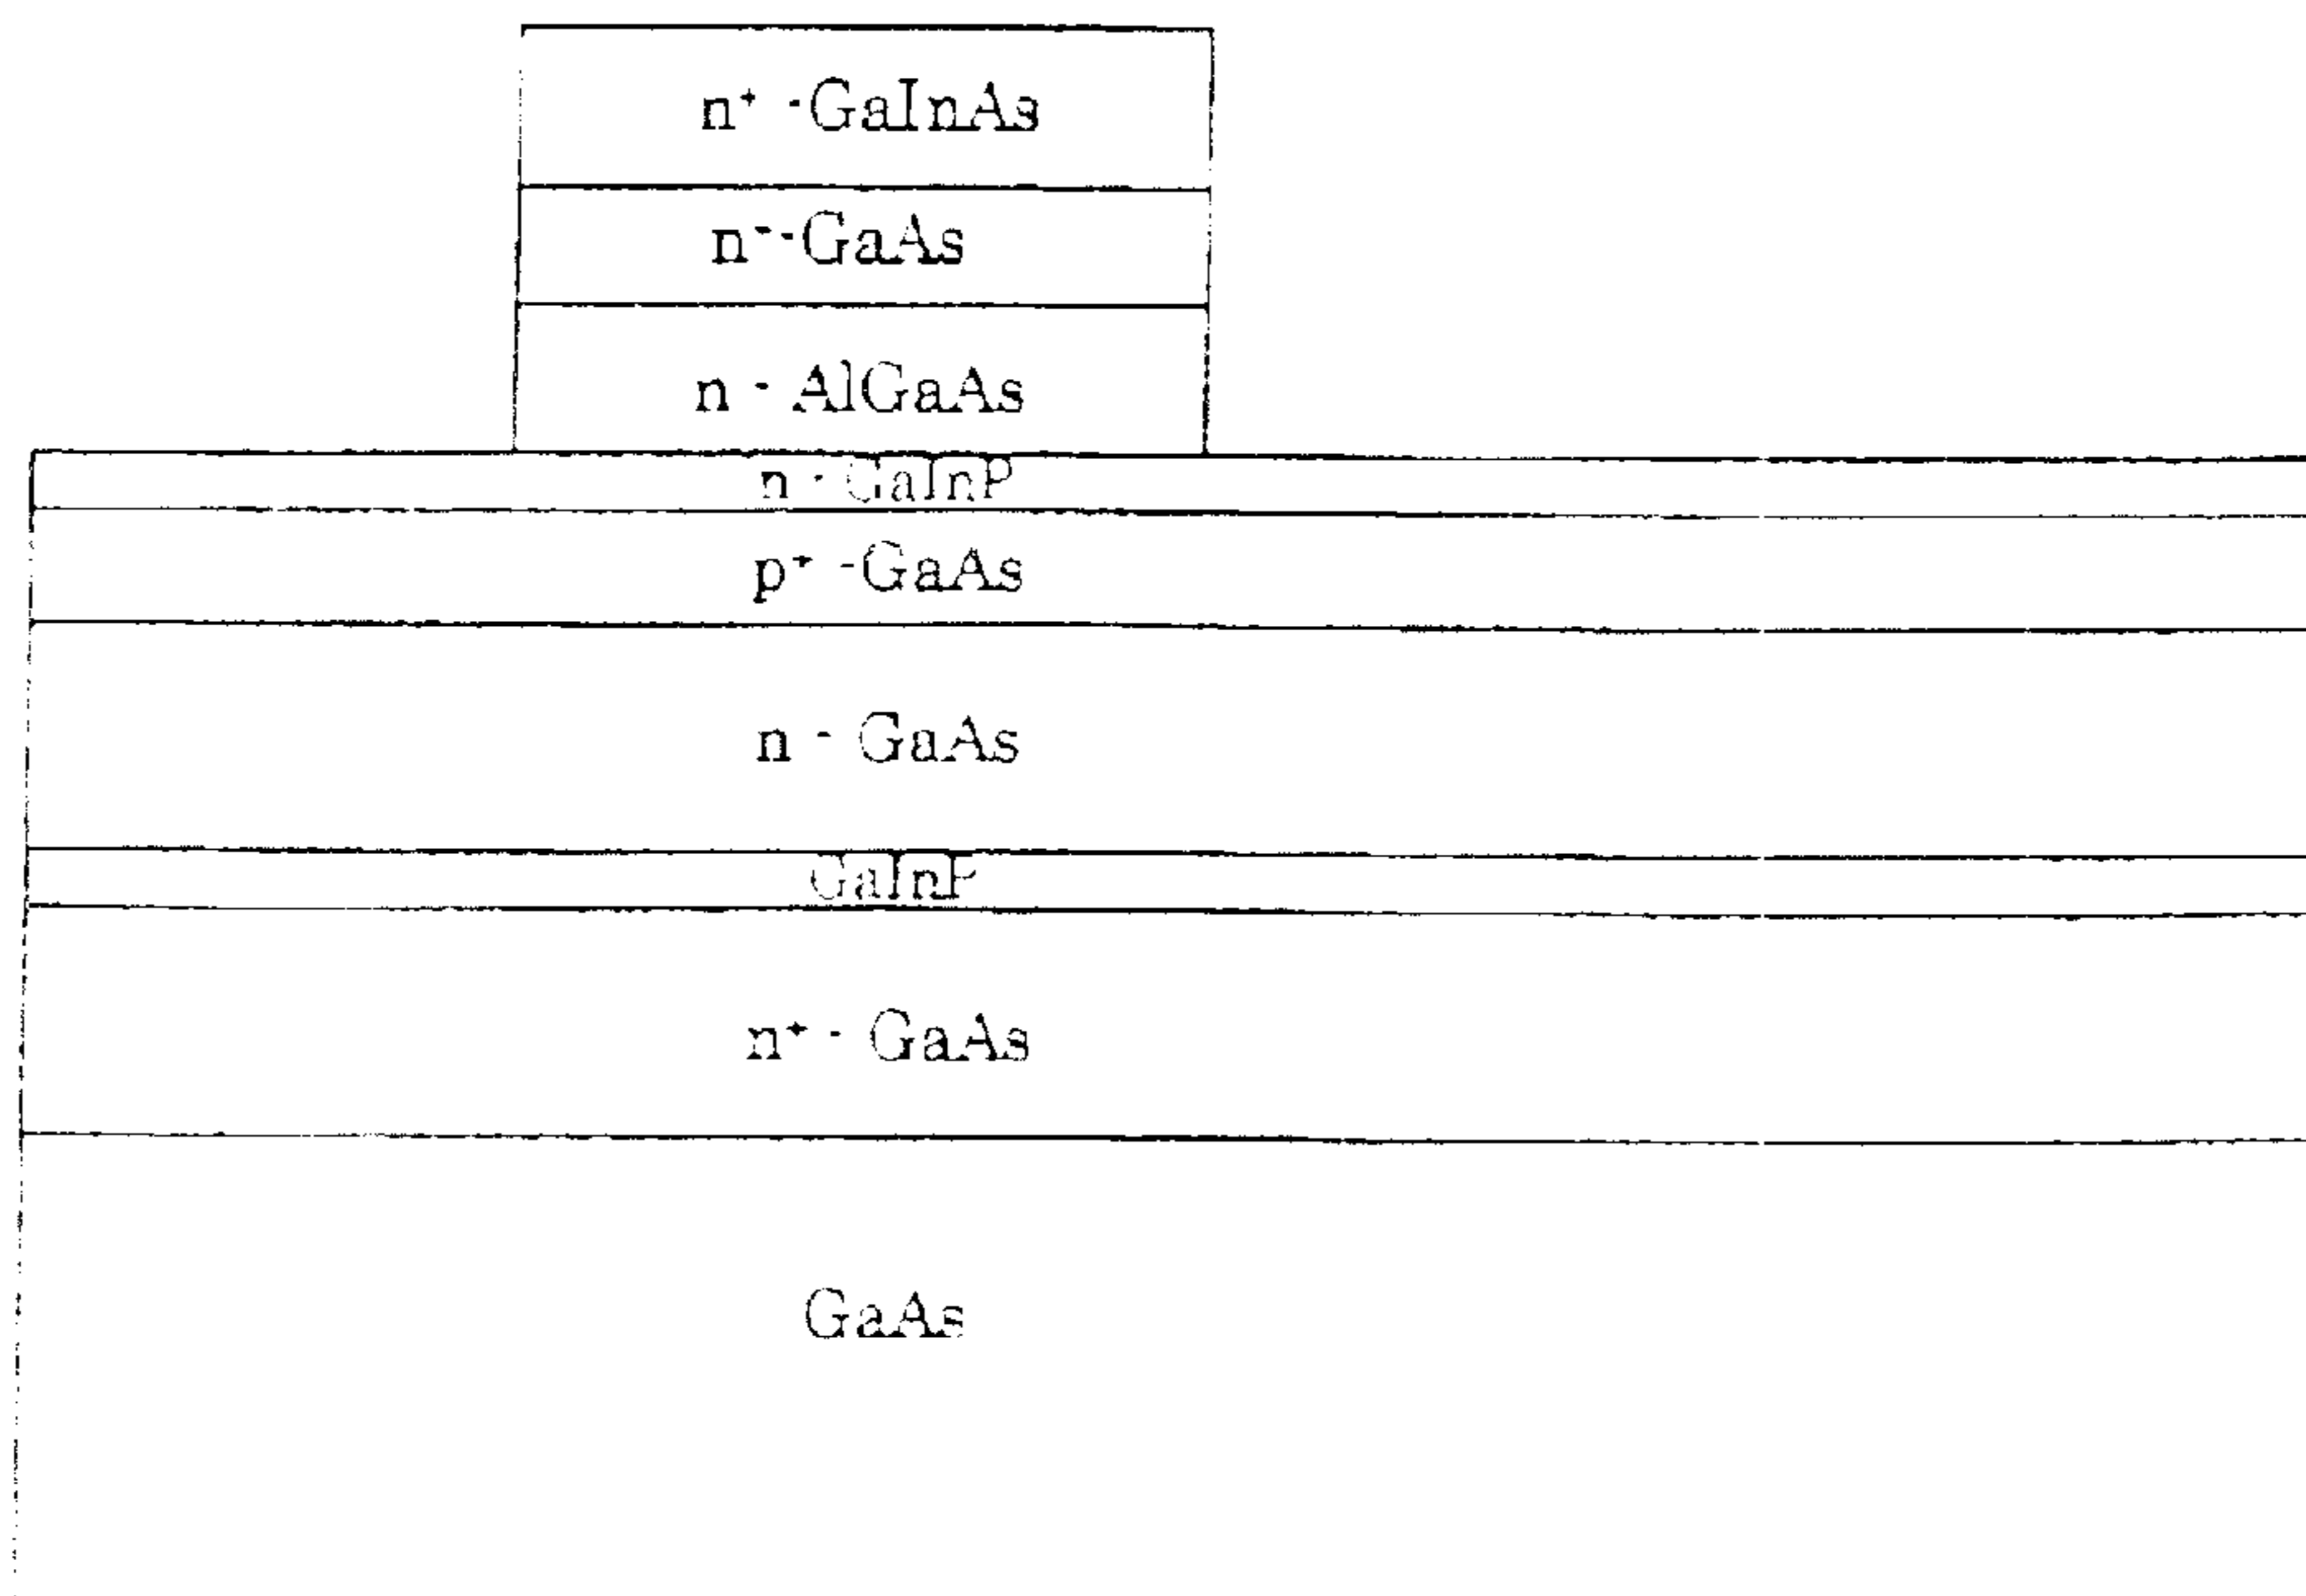 n⁺ -GaInAs
n⁺-GaAs
n - AlGaAs
n - GaInP
p⁺ -GaAs
n - GaAs
GaInP
n⁺ - GaAs
GaAs